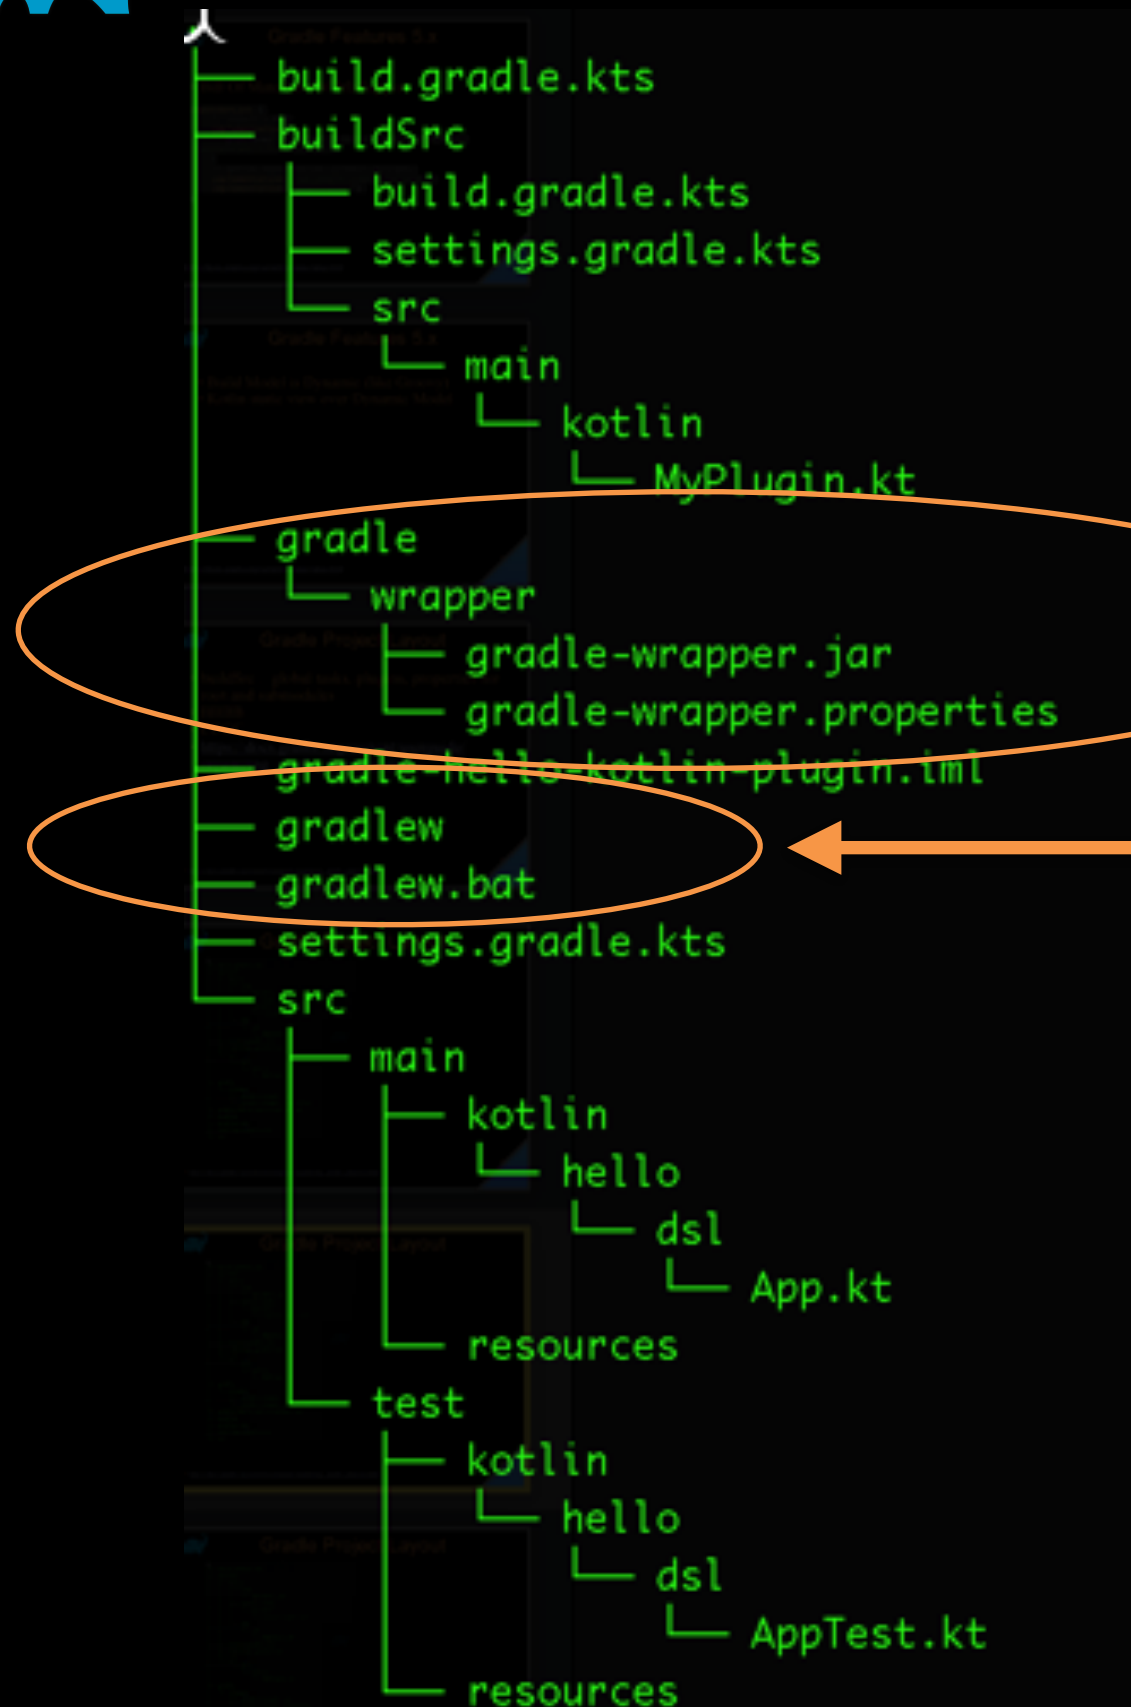 build.gradle.kts
buildSrc
build.gradle.kts
settings.gradle.kts
src
main
kotlin
MyPlugin.kt
gradle
wrapper
gradle-wrapper.jar
gradle-wrapper.properties
gradle-hello-kotlin-plugin.iml
gradlew
gradlew.bat
settings.gradle.kts
src
main
kotlin
hello
dsl
App.kt
resources
test
kotlin
hello
dsl
AppTest.kt
resources